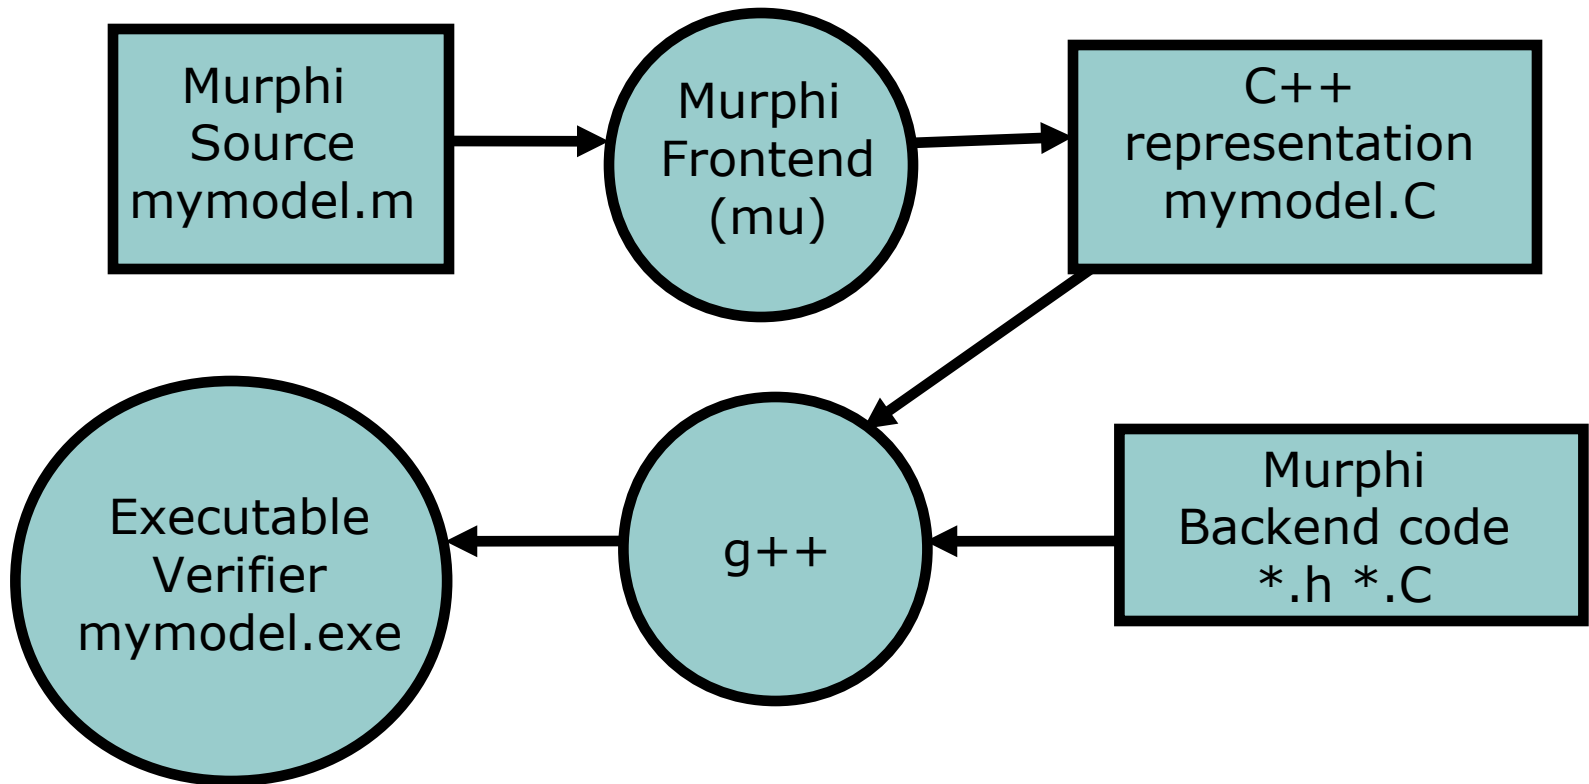 Murphi
Source
mymodel.m
Murphi
Frontend
(mu)
C++
representation
mymodel.C
Executable
Verifier
mymodel.exe
g++
Murphi
Backend code
*.h *.C